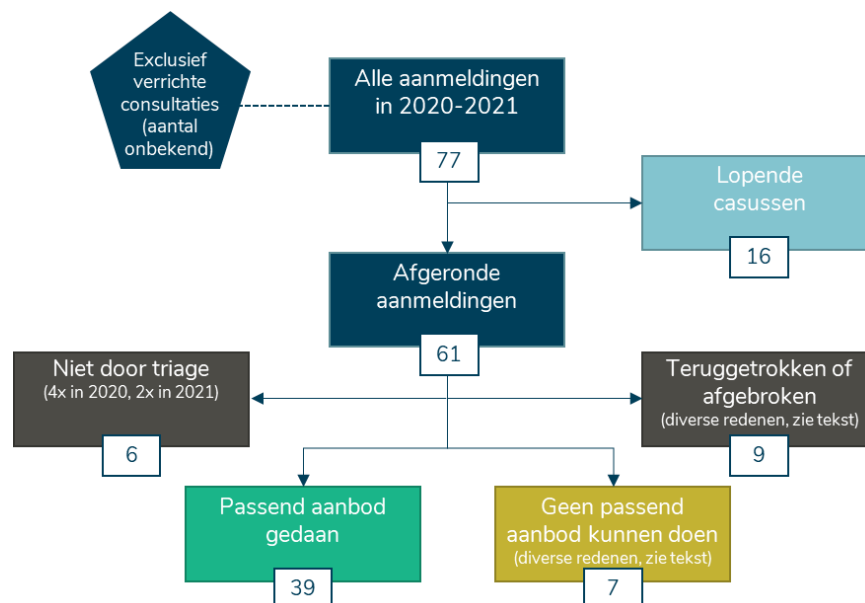 Exclusief
verrichte
consultaties
(aantal
onbekend)
Alle aanmeldingen
in 2020-2021
77
Lopende
casussen
16
Afgeronde
aanmeldingen
61
Niet door triage
(4x in 2020, 2x in 2021)
6
Teruggetrokken of
afgebroken
(diverse redenen, zie tekst)
9
Passend aanbod
gedaan
39
Geen passend
aanbod kunnen doen
(diverse redenen, zie tekst)
7